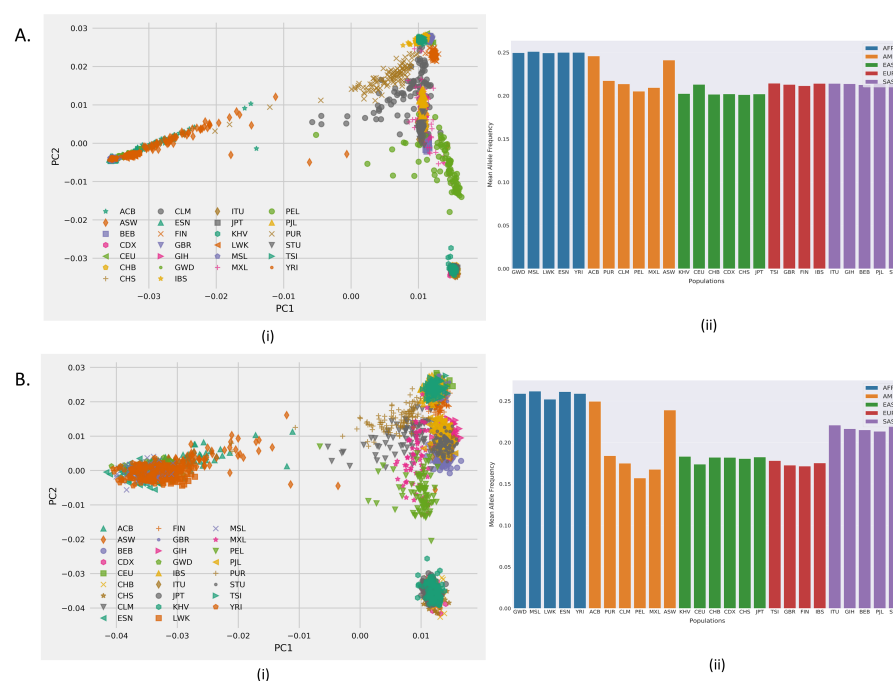 A.
0.03
0.02
0.01
0.00
−0.01
−0.02
−0.03
PC2
−0.03
−0.02
−0.01
0.00
0.01
PC1
ACB
ASW
BEB
CDX
CEU
CHB
CHS
CLM
ESN
FIN
GBR
GIH
GWD
IBS
ITU
JPT
KHV
LWK
MSL
MXL
PEL
PJL
PUR
STU
TSI
YRI
(i)
0.25
0.20
0.15
0.10
0.05
0.00
Mean Allele Frequency
AFR
AM
EAS
EUR
SAS
GWD MSL LWK ESN YRI ACB PUR CLM PEL MXL ASW KHV CEU CHB CDX CHS JPT TSI GBR FIN IBS ITU GIH BEB PJL S
Populations
(ii)
B.
0.03
0.02
0.01
0.00
−0.01
−0.02
−0.03
−0.04
PC2
−0.04
−0.03
−0.02
−0.01
0.00
0.01
PC1
ACB
ASW
BEB
CDX
CEU
CHB
CHS
CLM
ESN
FIN
GBR
GIH
GWD
IBS
ITU
JPT
KHV
LWK
MSL
MXL
PEL
PJL
PUR
STU
TSI
YRI
(i)
0.25
0.20
0.15
0.10
0.05
0.00
Mean Allele Frequency
AFR
AM
EAS
EUR
SAS
GWD MSL LWK ESN YRI ACB PUR CLM PEL MXL ASW KHV CEU CHB CDX CHS JPT TSI GBR FIN IBS ITU GIH BEB PJL S
Populations
(ii)